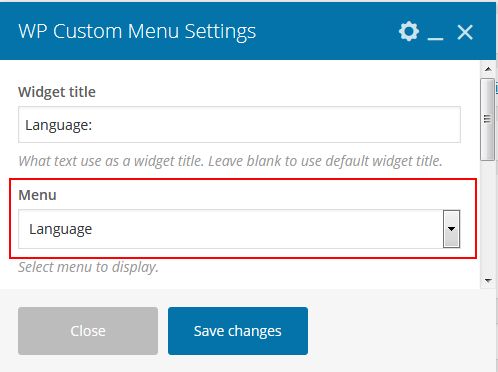 WP Custom Menu Settings
Widget title
Language:
What text use as a widget title. Leave blank to use default widget title.
Menu
Language
Select menu to display.
Close
Save changes